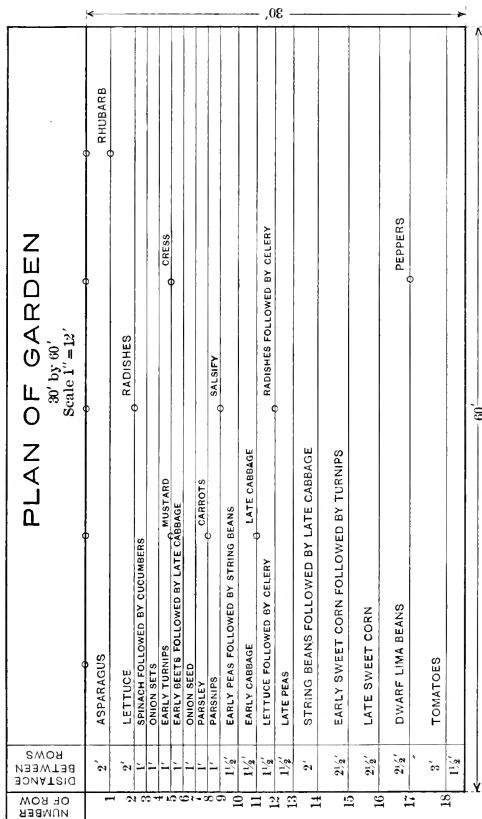 PLAN OF GARDEN
30' by 60'
Scale 1" = 12'
NUMBER OF ROW
DISTANCE BETWEEN ROWS
2' ASPARAGUS RHUBARB
1
2' LETTUCE RADISHES
2
1' SPINACH FOLLOWED BY CUCUMBERS
3
1' ONION SETS
4
1' EARLY TURNIPS MUSTARD CRESS
5
1' EARLY BEETS FOLLOWED BY LATE CABBAGE
6
1' ONION SEED
7
1' PARSLEY CARROTS
8
1' PARSNIPS SALSIFY
9
1½' EARLY PEAS FOLLOWED BY STRING BEANS
10
1½' EARLY CABBAGE LATE CABBAGE
11
1½' LETTUCE FOLLOWED BY CELERY RADISHES FOLLOWED BY CELERY
12
1½' LATE PEAS
13
2' STRING BEANS FOLLOWED BY LATE CABBAGE
14
2½' EARLY SWEET CORN FOLLOWED BY TURNIPS
15
2½' LATE SWEET CORN
16
2½' DWARF LIMA BEANS PEPPERS
17
3' TOMATOES
18
1½'
30'
60'